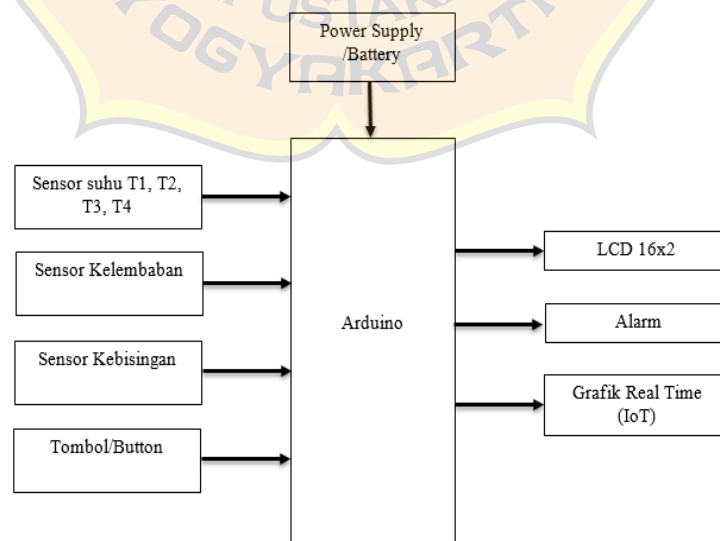 YOGYAKARTA
Power Supply
/Battery
Sensor suhu T1, T2,
T3, T4
Sensor Kelembaban
Sensor Kebisingan
Tombol/Button
Arduino
LCD 16x2
Alarm
Grafik Real Time
(IoT)